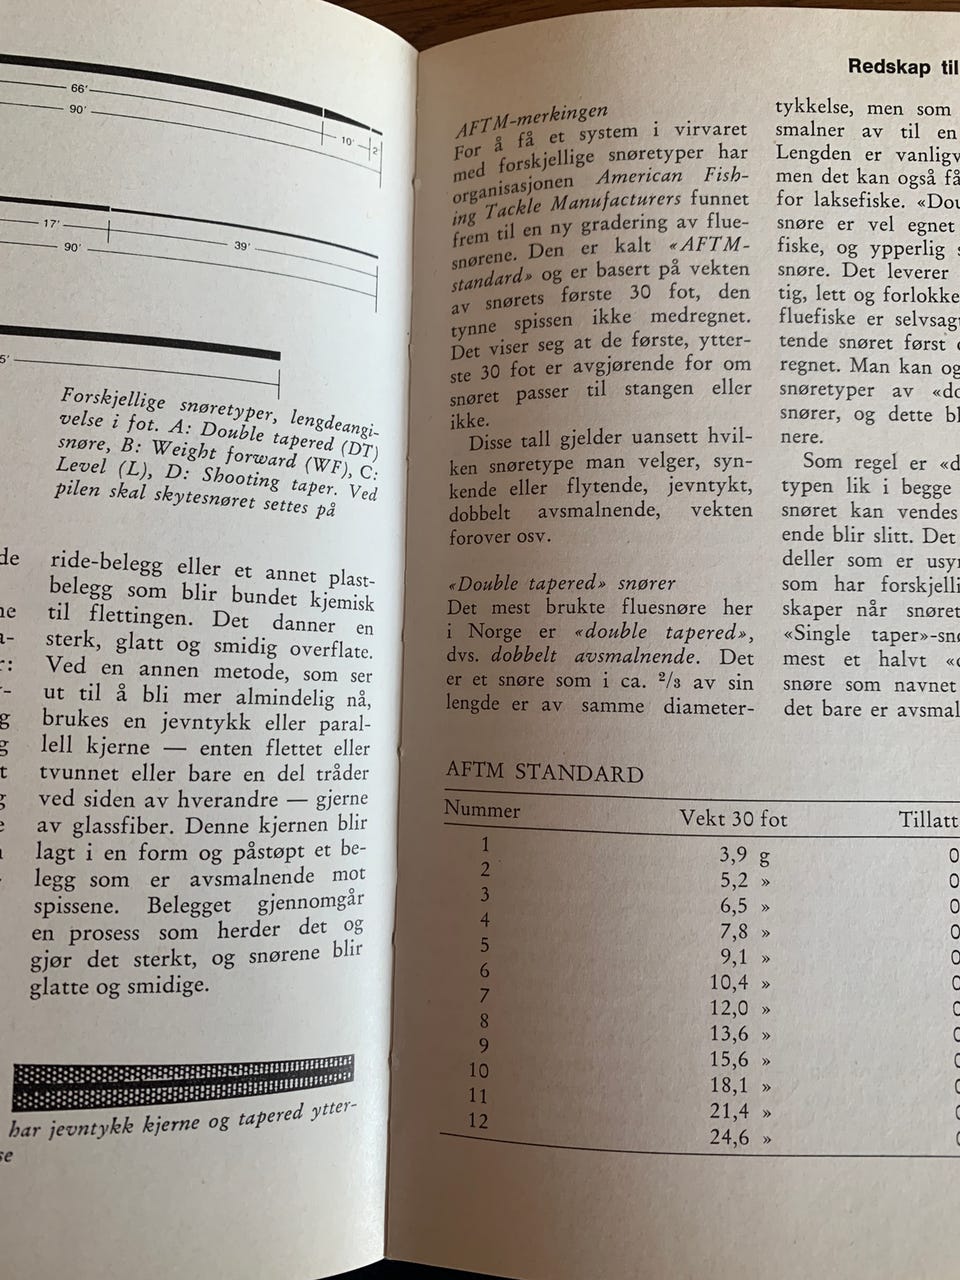 66'
90'
10'
2'
17'
90'
39'
5'
Forskjellige snøretyper, lengdeangi-
velse i fot. A: Double tapered (DT)
snøre, B: Weight forward (WF), C:
Level (L), D: Shooting taper. Ved
pilen skal skytesnøret settes på
de
ne
a-
r:
r-
g
g
t
g
e
ride-belegg eller et annet plast-
belegg som blir bundet kjemisk
til flettingen. Det danner en
sterk, glatt og smidig overflate.
Ved en annen metode, som ser
ut til å bli mer almindelig nå,
brukes en jevntykk eller paral-
lell kjerne — enten flettet eller
tvunnet eller bare en del tråder
ved siden av hverandre — gjerne
av glassfiber. Denne kjernen blir
lagt i en form og påstøpt et be-
legg som er avsmalnende mot
spissene. Belegget gjennomgår
en prosess som herder det og
gjør det sterkt, og snørene blir
glatte og smidige.
har jevntykk kjerne og tapered ytter-
se
Redskap til
AFTM-merkingen
For å få et system i virvaret
med forskjellige snøretyper har
organisasjonen American Fish-
ing Tackle Manufacturers funnet
frem til en ny gradering av flue-
snørene. Den er kalt «AFTM-
standard» og er basert på vekten
av snørets første 30 fot, den
tynne spissen ikke medregnet.
Det viser seg at de første, ytter-
ste 30 fot er avgjørende for om
snøret passer til stangen eller
ikke.
Disse tall gjelder uansett hvil-
ken snøretype man velger, syn-
kende eller flytende, jevntykt,
dobbelt avsmalnende, vekten
forover osv.
«Double tapered» snører
Det mest brukte fluesnøre her
i Norge er «double tapered»,
dvs. dobbelt avsmalnende. Det
er et snøre som i ca. 2/3 av sin
lengde er av samme diameter-
tykkelse, men som
smalner av til en
Lengden er vanligv
men det kan også få
for laksefiske. «Dou
snøre er vel egnet
fiske, og ypperlig s
snøre. Det leverer
tig, lett og forlokke
fluefiske er selvsagt
tende snøret først
regnet. Man kan og
snøretyper av «do
snører, og dette bl
nere.
Som regel er «d
typen lik i begge
snøret kan vendes
ende blir slitt. Det
deller som er usyn
som har forskjelli
skaper når snøret
«Single taper»-snø
mest et halvt «d
snøre som navnet
det bare er avsmal
AFTM STANDARD
Nummer Vekt 30 fot Tillatt
1 3,9 g 0
2 5,2 » 0
3 6,5 » 0
4 7,8 » 0
5 9,1 » 0
6 10,4 » 0
7 12,0 » 0
8 13,6 » 0
9 15,6 » 0
10 18,1 » 0
11 21,4 » 0
12 24,6 » 0